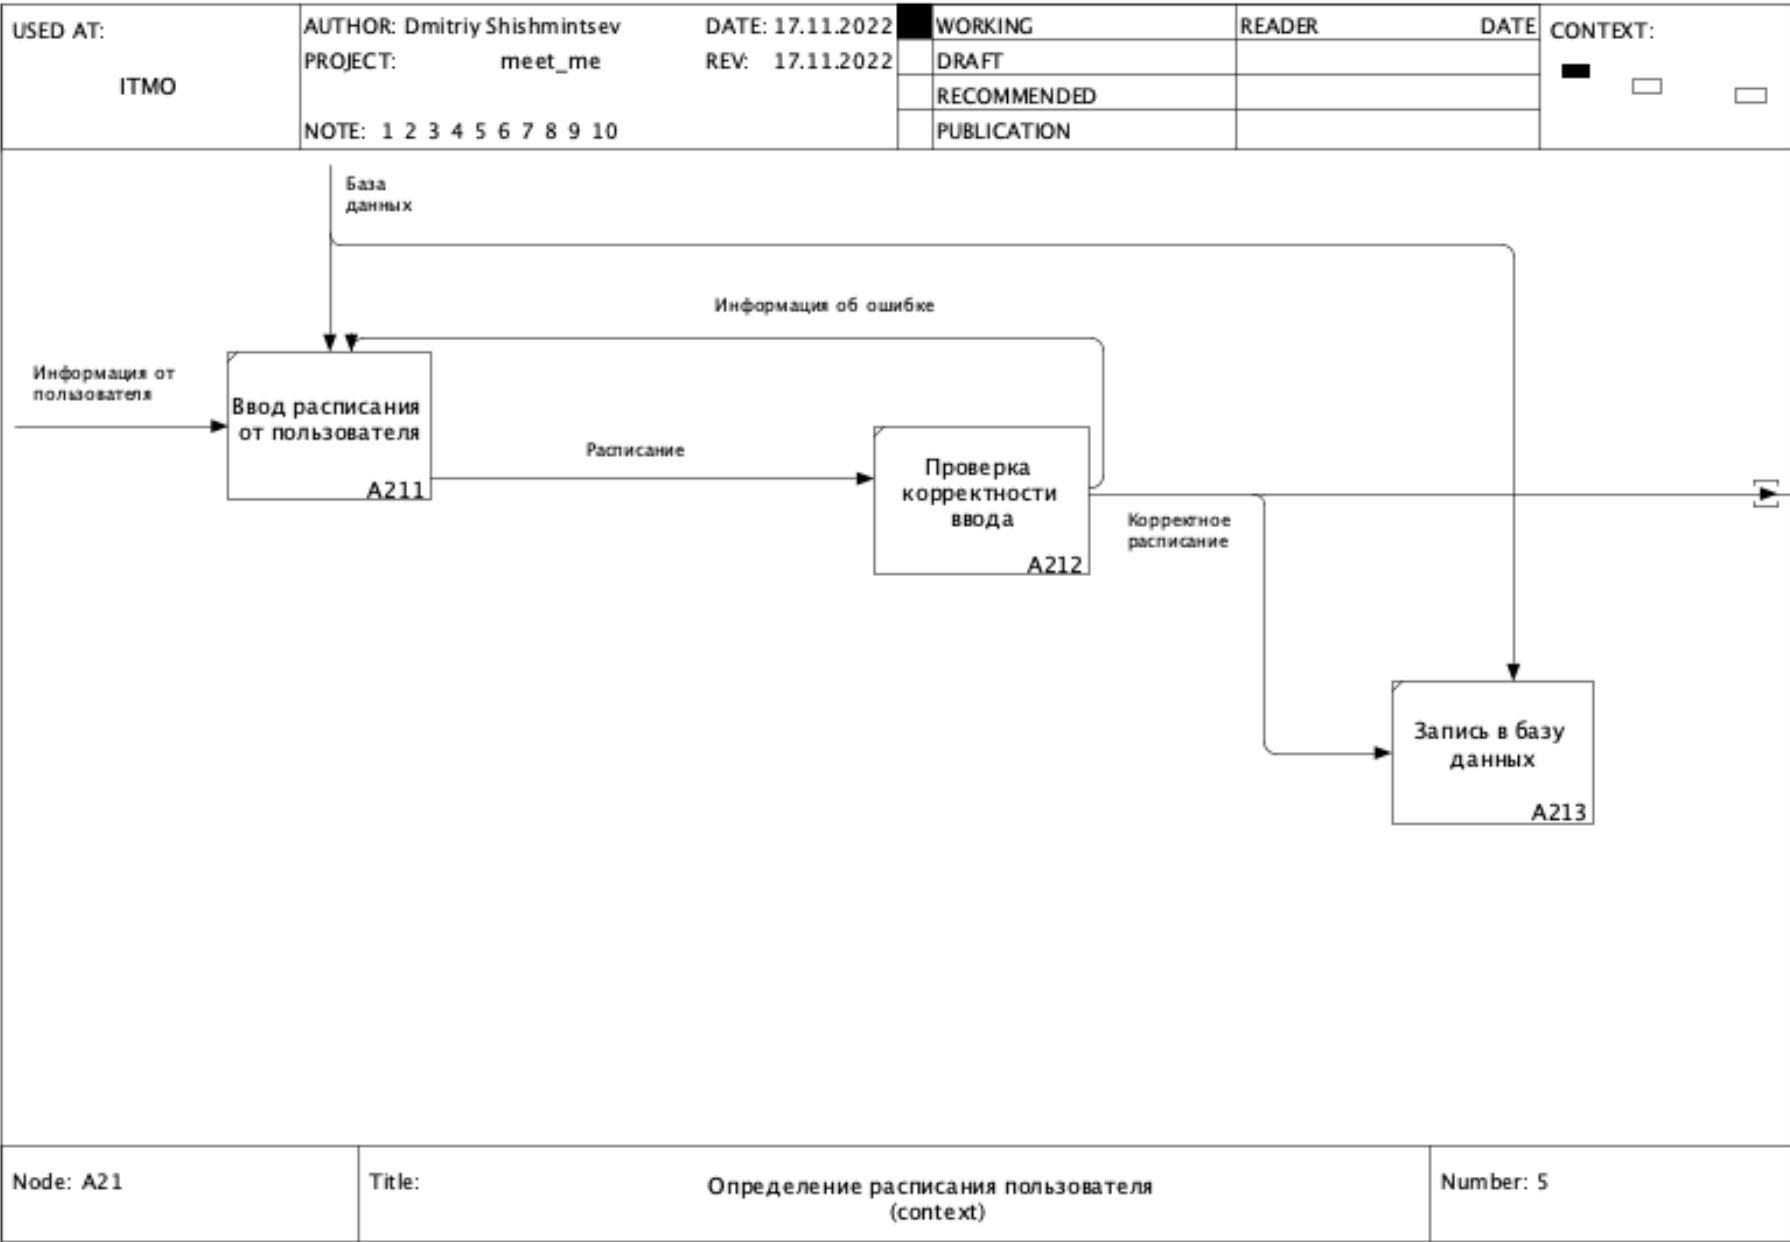 USED AT:
ITMO
AUTHOR: Dmitriy Shishmintsev
DATE: 17.11.2022
PROJECT: meet_me
REV: 17.11.2022
NOTE: 1 2 3 4 5 6 7 8 9 10
WORKING
DRAFT
RECOMMENDED
PUBLICATION
READER
DATE
CONTEXT:
База
данных
Информация об ошибке
Информация от
пользователя
Ввод расписания
от пользователя
A211
Расписание
Проверка
корректности
ввода
A212
Корректное
расписание
Запись в базу
данных
A213
Node: A21
Title:
Определение расписания пользователя
(context)
Number: 5